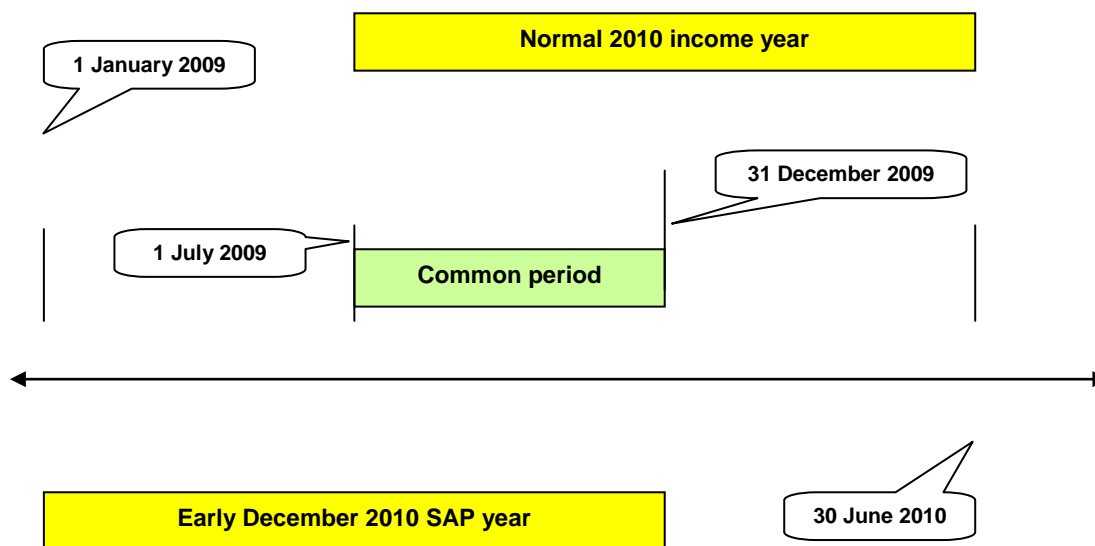 Normal 2010 income year
1 January 2009
31 December 2009
1 July 2009
Common period
Early December 2010 SAP year
30 June 2010